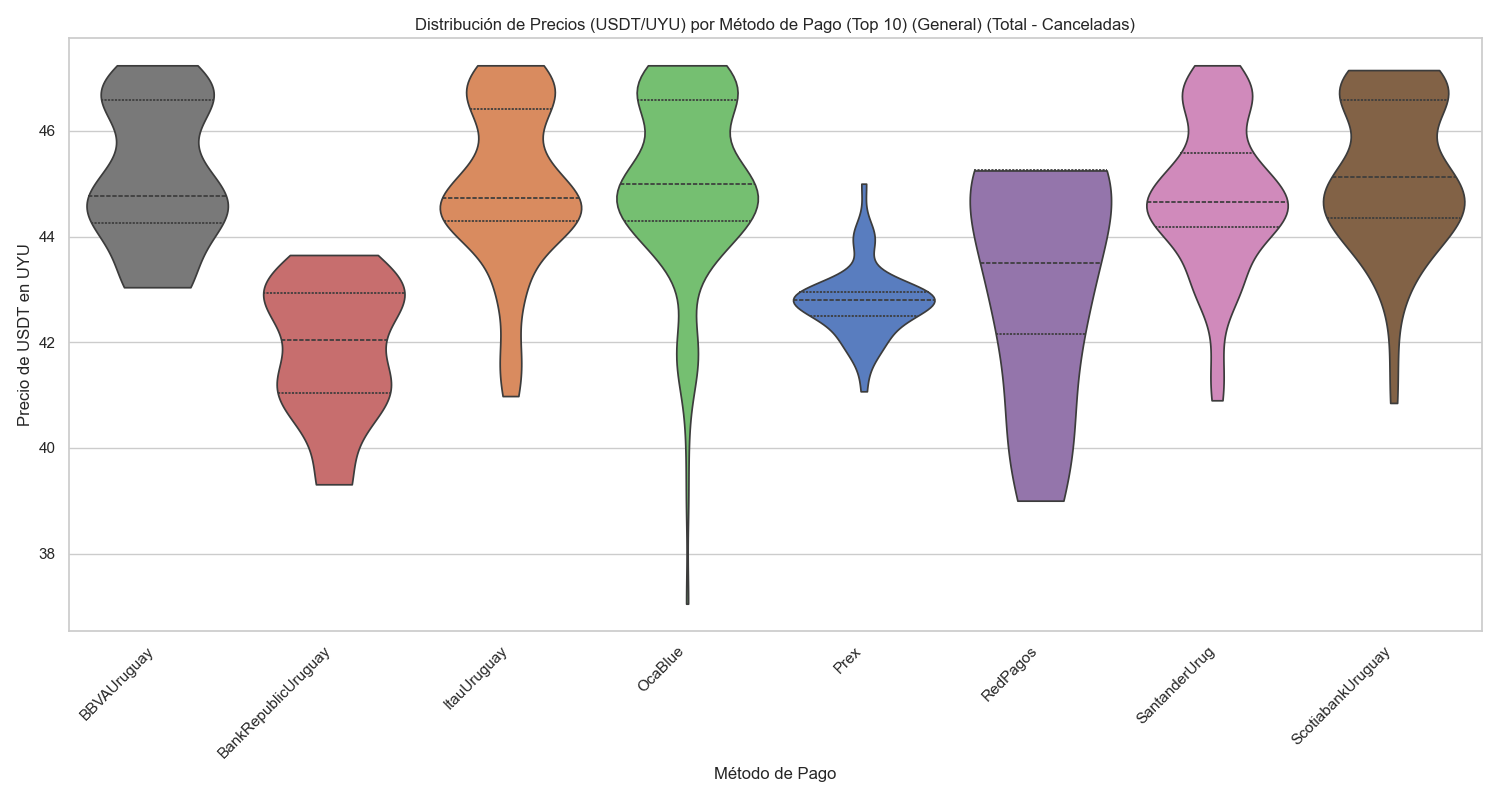 Distribución de Precios (USDT/UYU) por Método de Pago (Top 10) (General) (Total - Canceladas)
Precio de USDT en UYU
46
44
42
40
38
BBVAUruguay
BankRepublicUruguay
ItauUruguay
OcaBlue
Prex
RedPagos
SantanderUrug
ScotiabankUruguay
Método de Pago